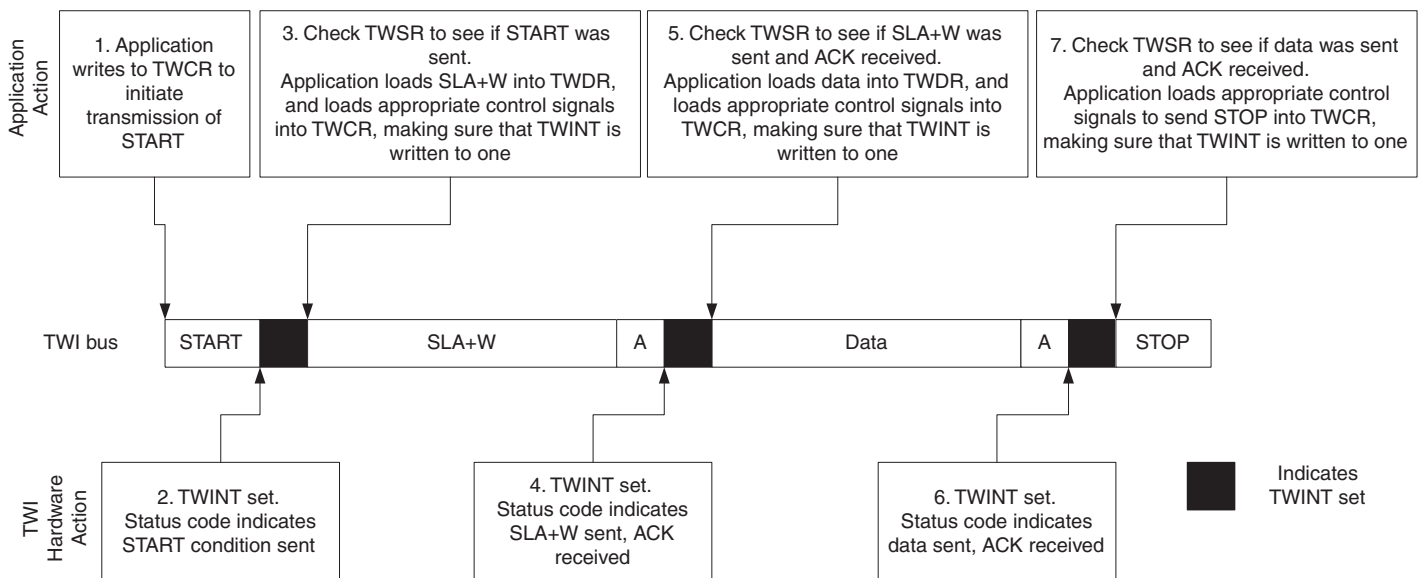 Application
Action
1. Application
writes to TWCR to
initiate
transmission of
START
3. Check TWSR to see if START was
sent.
Application loads SLA+W into TWDR,
and loads appropriate control signals
into TWCR, making sure that TWINT is
written to one
5. Check TWSR to see if SLA+W was
sent and ACK received.
Application loads data into TWDR, and
loads appropriate control signals into
TWCR, making sure that TWINT is
written to one
7. Check TWSR to see if data was sent
and ACK received.
Application loads appropriate control
signals to send STOP into TWCR,
making sure that TWINT is written to one
TWI bus
START
SLA+W
A
Data
A
STOP
TWI
Hardware
Action
2. TWINT set.
Status code indicates
START condition sent
4. TWINT set.
Status code indicates
SLA+W sent, ACK
received
6. TWINT set.
Status code indicates
data sent, ACK received
Indicates
TWINT set